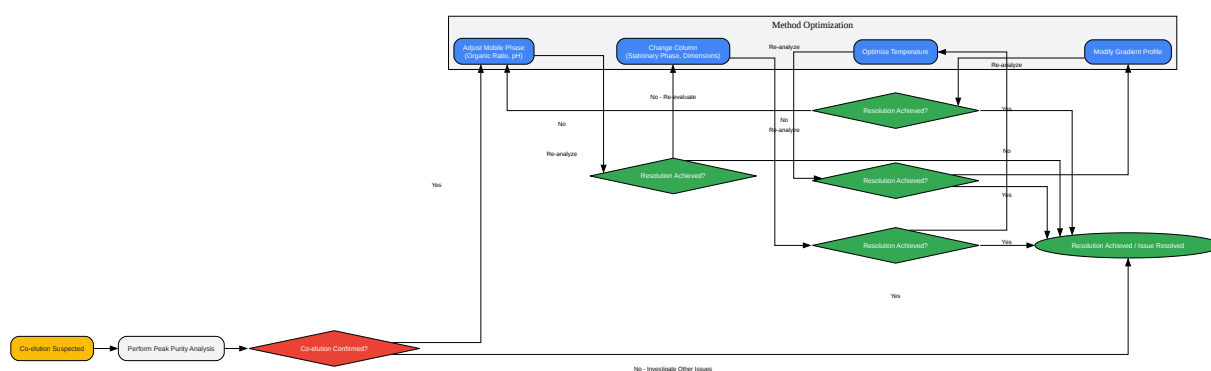 Method Optimization
Adjust Mobile Phase
(Organic Ratio, pH)
Change Column
(Stationary Phase, Dimensions)
Re-analyze
Optimize Temperature
Modify Gradient Profile
Re-analyze
No - Re-evaluate
Resolution Achieved?
Yes
No
No
Re-analyze
Re-analyze
No
Resolution Achieved?
Resolution Achieved?
Yes
Yes
Resolution Achieved?
Yes
Resolution Achieved / Issue Resolved
Yes
Co-elution Suspected
Perform Peak Purity Analysis
Co-elution Confirmed?
No - Investigate Other Issues